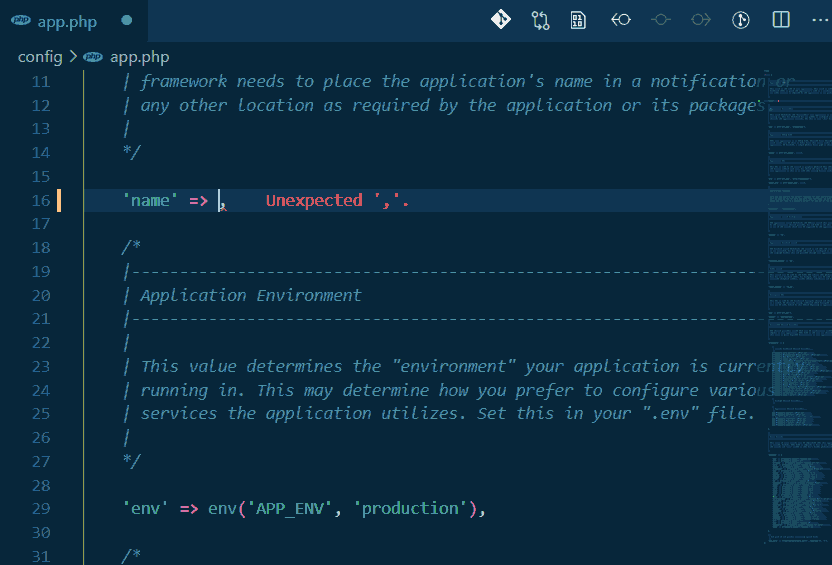 php app.php
config > php app.php
11 | framework needs to place the application's name in a notification or
12 | any other location as required by the application or its packages
13 |
14 */
15
16 'name' => , Unexpected ','.
17
18 /*
19 |--------------------------------------------------------------------------
20 | Application Environment
21 |--------------------------------------------------------------------------
22 |
23 | This value determines the "environment" your application is currently
24 | running in. This may determine how you prefer to configure various
25 | services the application utilizes. Set this in your ".env" file.
26 |
27 */
28
29 'env' => env('APP_ENV', 'production'),
30
31 /*